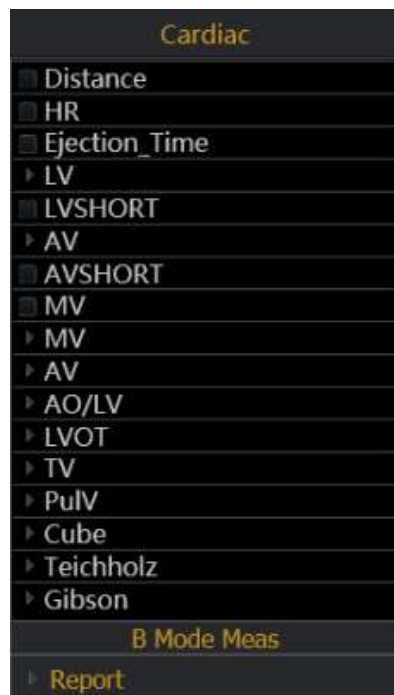 Cardiac
Distance
HR
Ejection_Time
LV
LVSHORT
AV
AVSHORT
MV
MV
AV
AO/LV
LVOT
TV
PulV
Cube
Teichholz
Gibson
B Mode Meas
Report